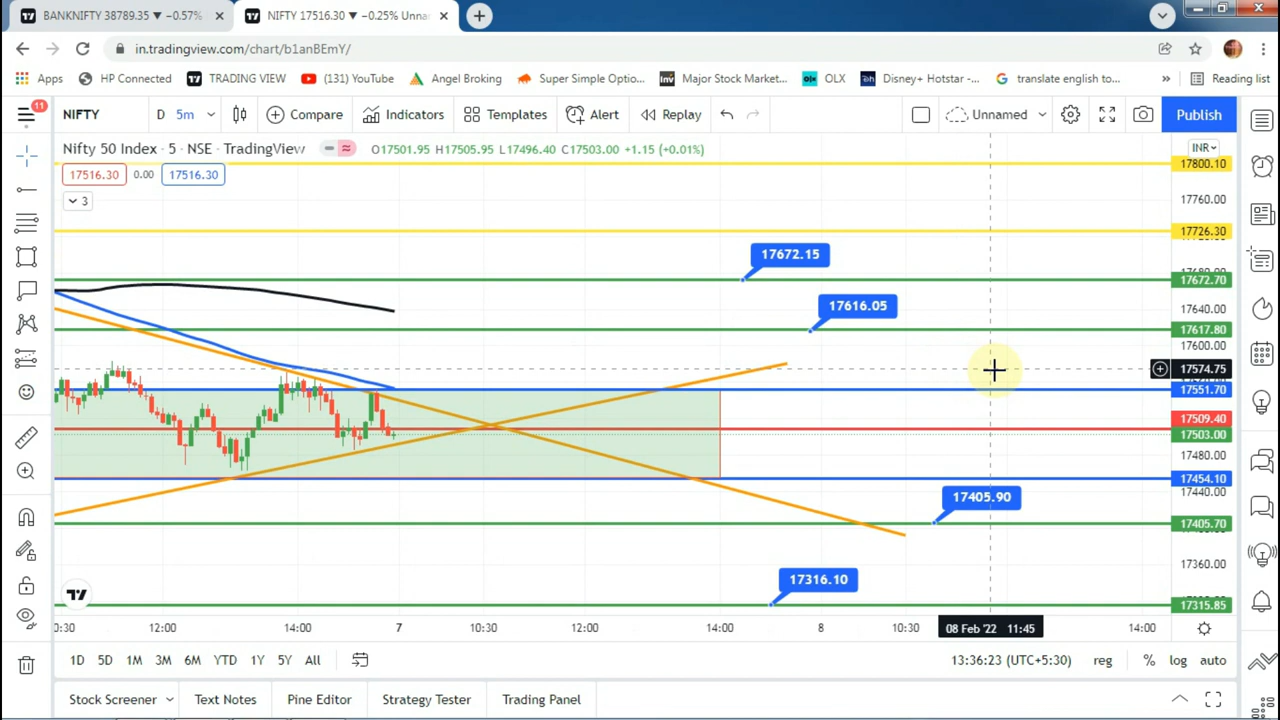 BANKNIFTY 38789.35 ▼ −0.57%
NIFTY 17516.30 ▼ −0.25% Unna
in.tradingview.com/chart/b1anBEmY/
Apps HP Connected TRADING VIEW (131) YouTube Angel Broking Super Simple Optio... Major Stock Market... OLX Disney+ Hotstar -... translate english to... » Reading list
11
NIFTY D 5m Compare Indicators Templates Alert Replay Unnamed Publish
Nifty 50 Index · 5 · NSE · TradingView O17501.95 H17505.95 L17496.40 C17503.00 +1.15 (+0.01%) INR
17516.30 0.00 17516.30
3
17800.10
17760.00
17726.30
17672.15
17672.70
17640.00
17616.05
17617.80
17600.00
17574.75
17551.70
17509.40
17503.00
17480.00
17454.10
17440.00
17405.90
17405.70
17360.00
17316.10
17315.85
0:30 12:00 14:00 7 10:30 12:00 14:00 8 10:30 08 Feb '22 11:45 14:00
1D 5D 1M 3M 6M YTD 1Y 5Y All 13:36:23 (UTC+5:30) reg % log auto
Stock Screener Text Notes Pine Editor Strategy Tester Trading Panel